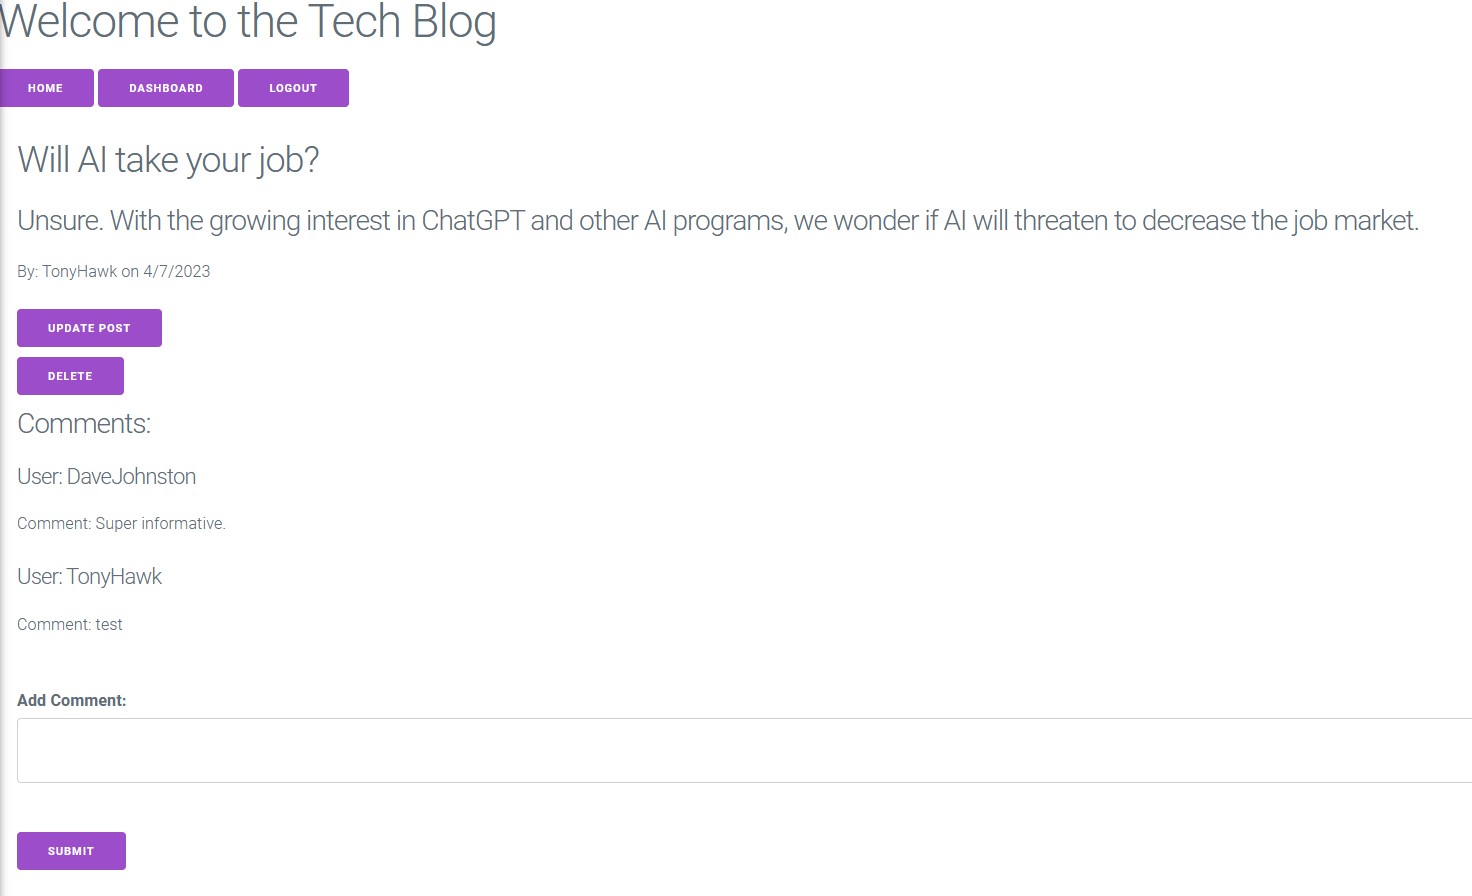 Welcome to the Tech Blog
HOME DASHBOARD LOGOUT
Will AI take your job?
Unsure. With the growing interest in ChatGPT and other AI programs, we wonder if AI will threaten to decrease the job market.
By: TonyHawk on 4/7/2023
UPDATE POST
DELETE
Comments:
User: DaveJohnston
Comment: Super informative.
User: TonyHawk
Comment: test
Add Comment:
SUBMIT